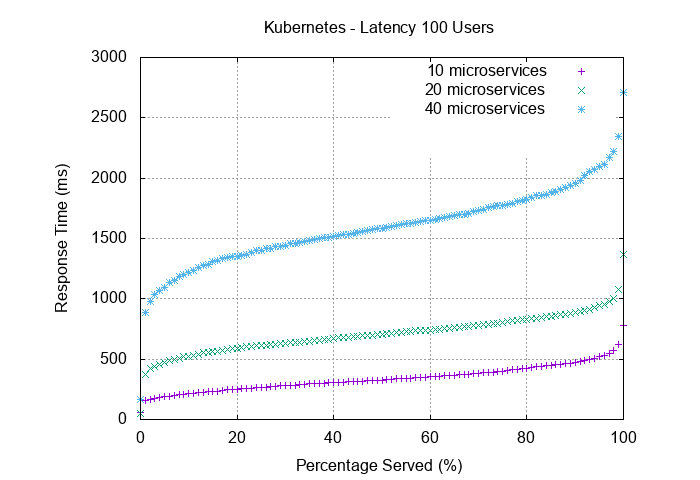 Kubernetes - Latency 100 Users
10 microservices
20 microservices
40 microservices
Response Time (ms)
3000
2500
2000
1500
1000
500
0
0 20 40 60 80 100
Percentage Served (%)